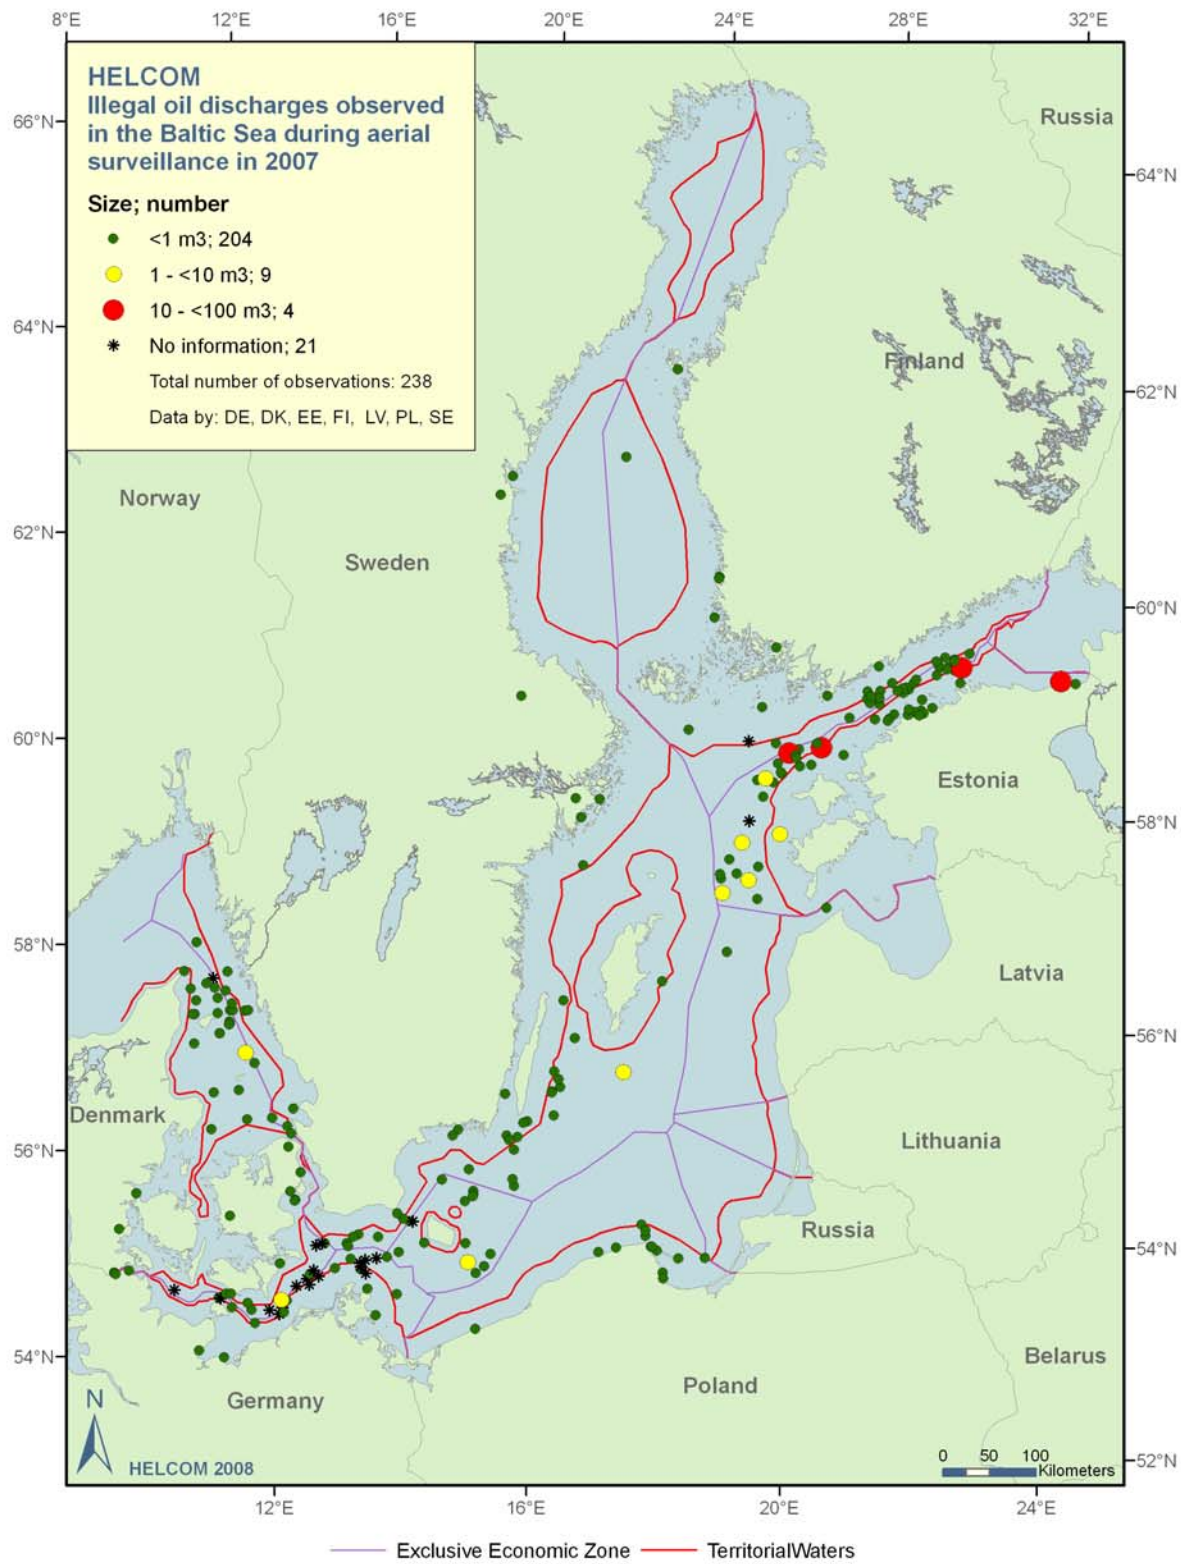 8°E 12°E 16°E 20°E 24°E 28°E 32°E
HELCOM
Illegal oil discharges observed
in the Baltic Sea during aerial
surveillance in 2007
Size; number
<1 m3; 204
1 - <10 m3; 9
10 - <100 m3; 4
No information; 21
Total number of observations: 238
Data by: DE, DK, EE, FI, LV, PL, SE
66°N
Russia
64°N
64°N
Finland
62°N
Norway
62°N
Sweden
60°N
60°N
Estonia
58°N
58°N
Latvia
56°N
Denmark
56°N
Lithuania
Russia
54°N
54°N
Belarus
Poland
Germany
N
HELCOM 2008
0 50 100
Kilometers
52°N
12°E 16°E 20°E 24°E
Exclusive Economic Zone
TerritorialWaters